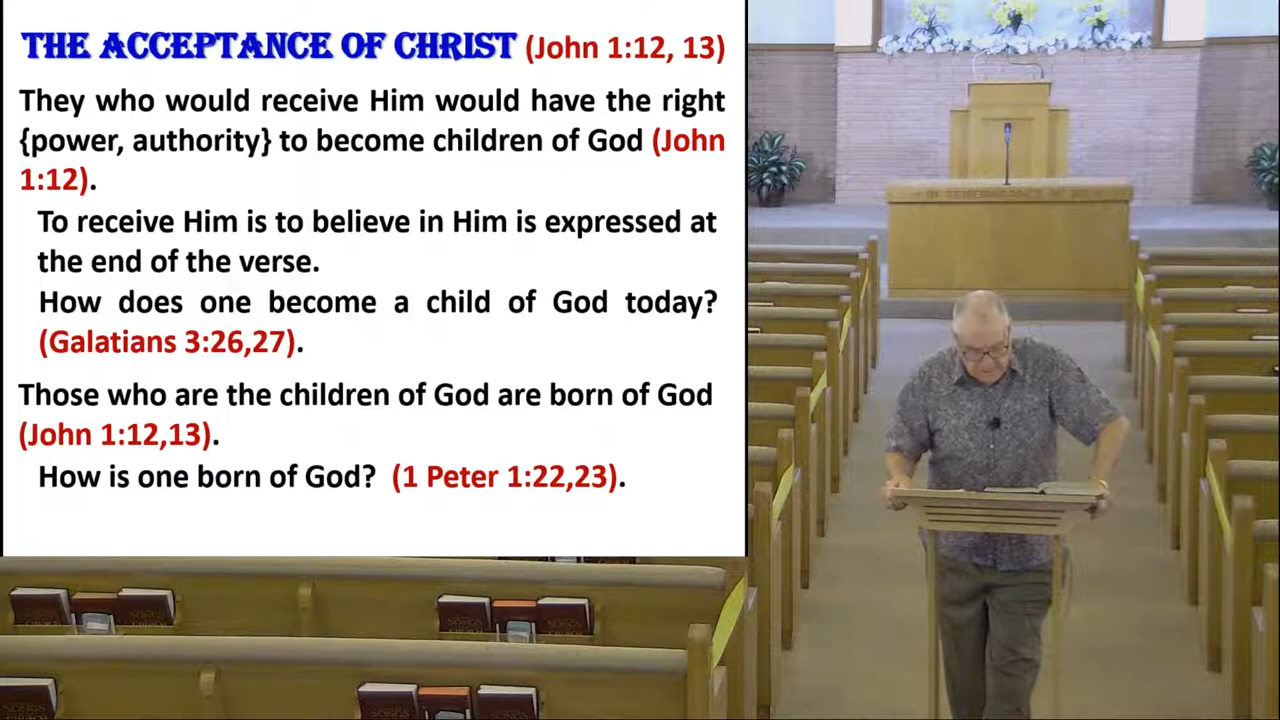 THE ACCEPTANCE OF CHRIST (John 1:12, 13)
They who would receive Him would have the right
{power, authority} to become children of God (John
1:12).
To receive Him is to believe in Him is expressed at
the end of the verse.
How does one become a child of God today?
(Galatians 3:26,27).
Those who are the children of God are born of God
(John 1:12,13).
How is one born of God? (1 Peter 1:22,23).
IN REMEMBRANCE OF
SONGS